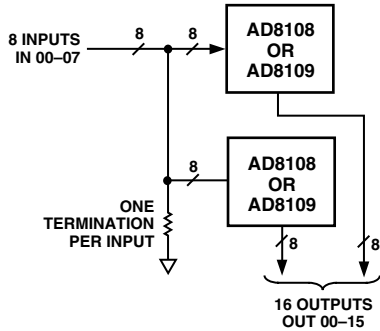 8 INPUTS
IN 00–07
8
8
AD8108
OR
AD8109
8
AD8108
OR
AD8109
ONE
TERMINATION
PER INPUT
8
8
16 OUTPUTS
OUT 00–15